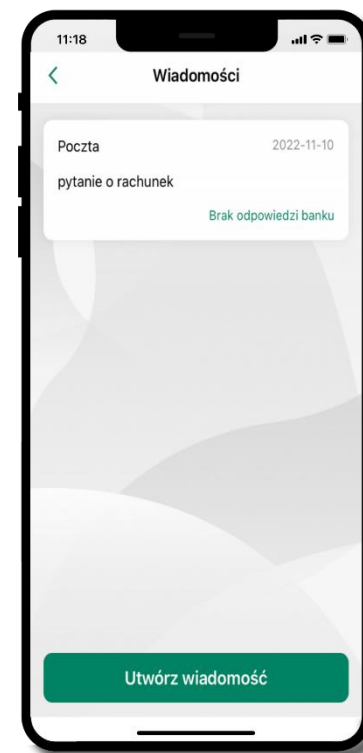 11:18
Wiadomości
Poczta 2022-11-10
pytanie o rachunek
Brak odpowiedzi banku
Utwórz wiadomość